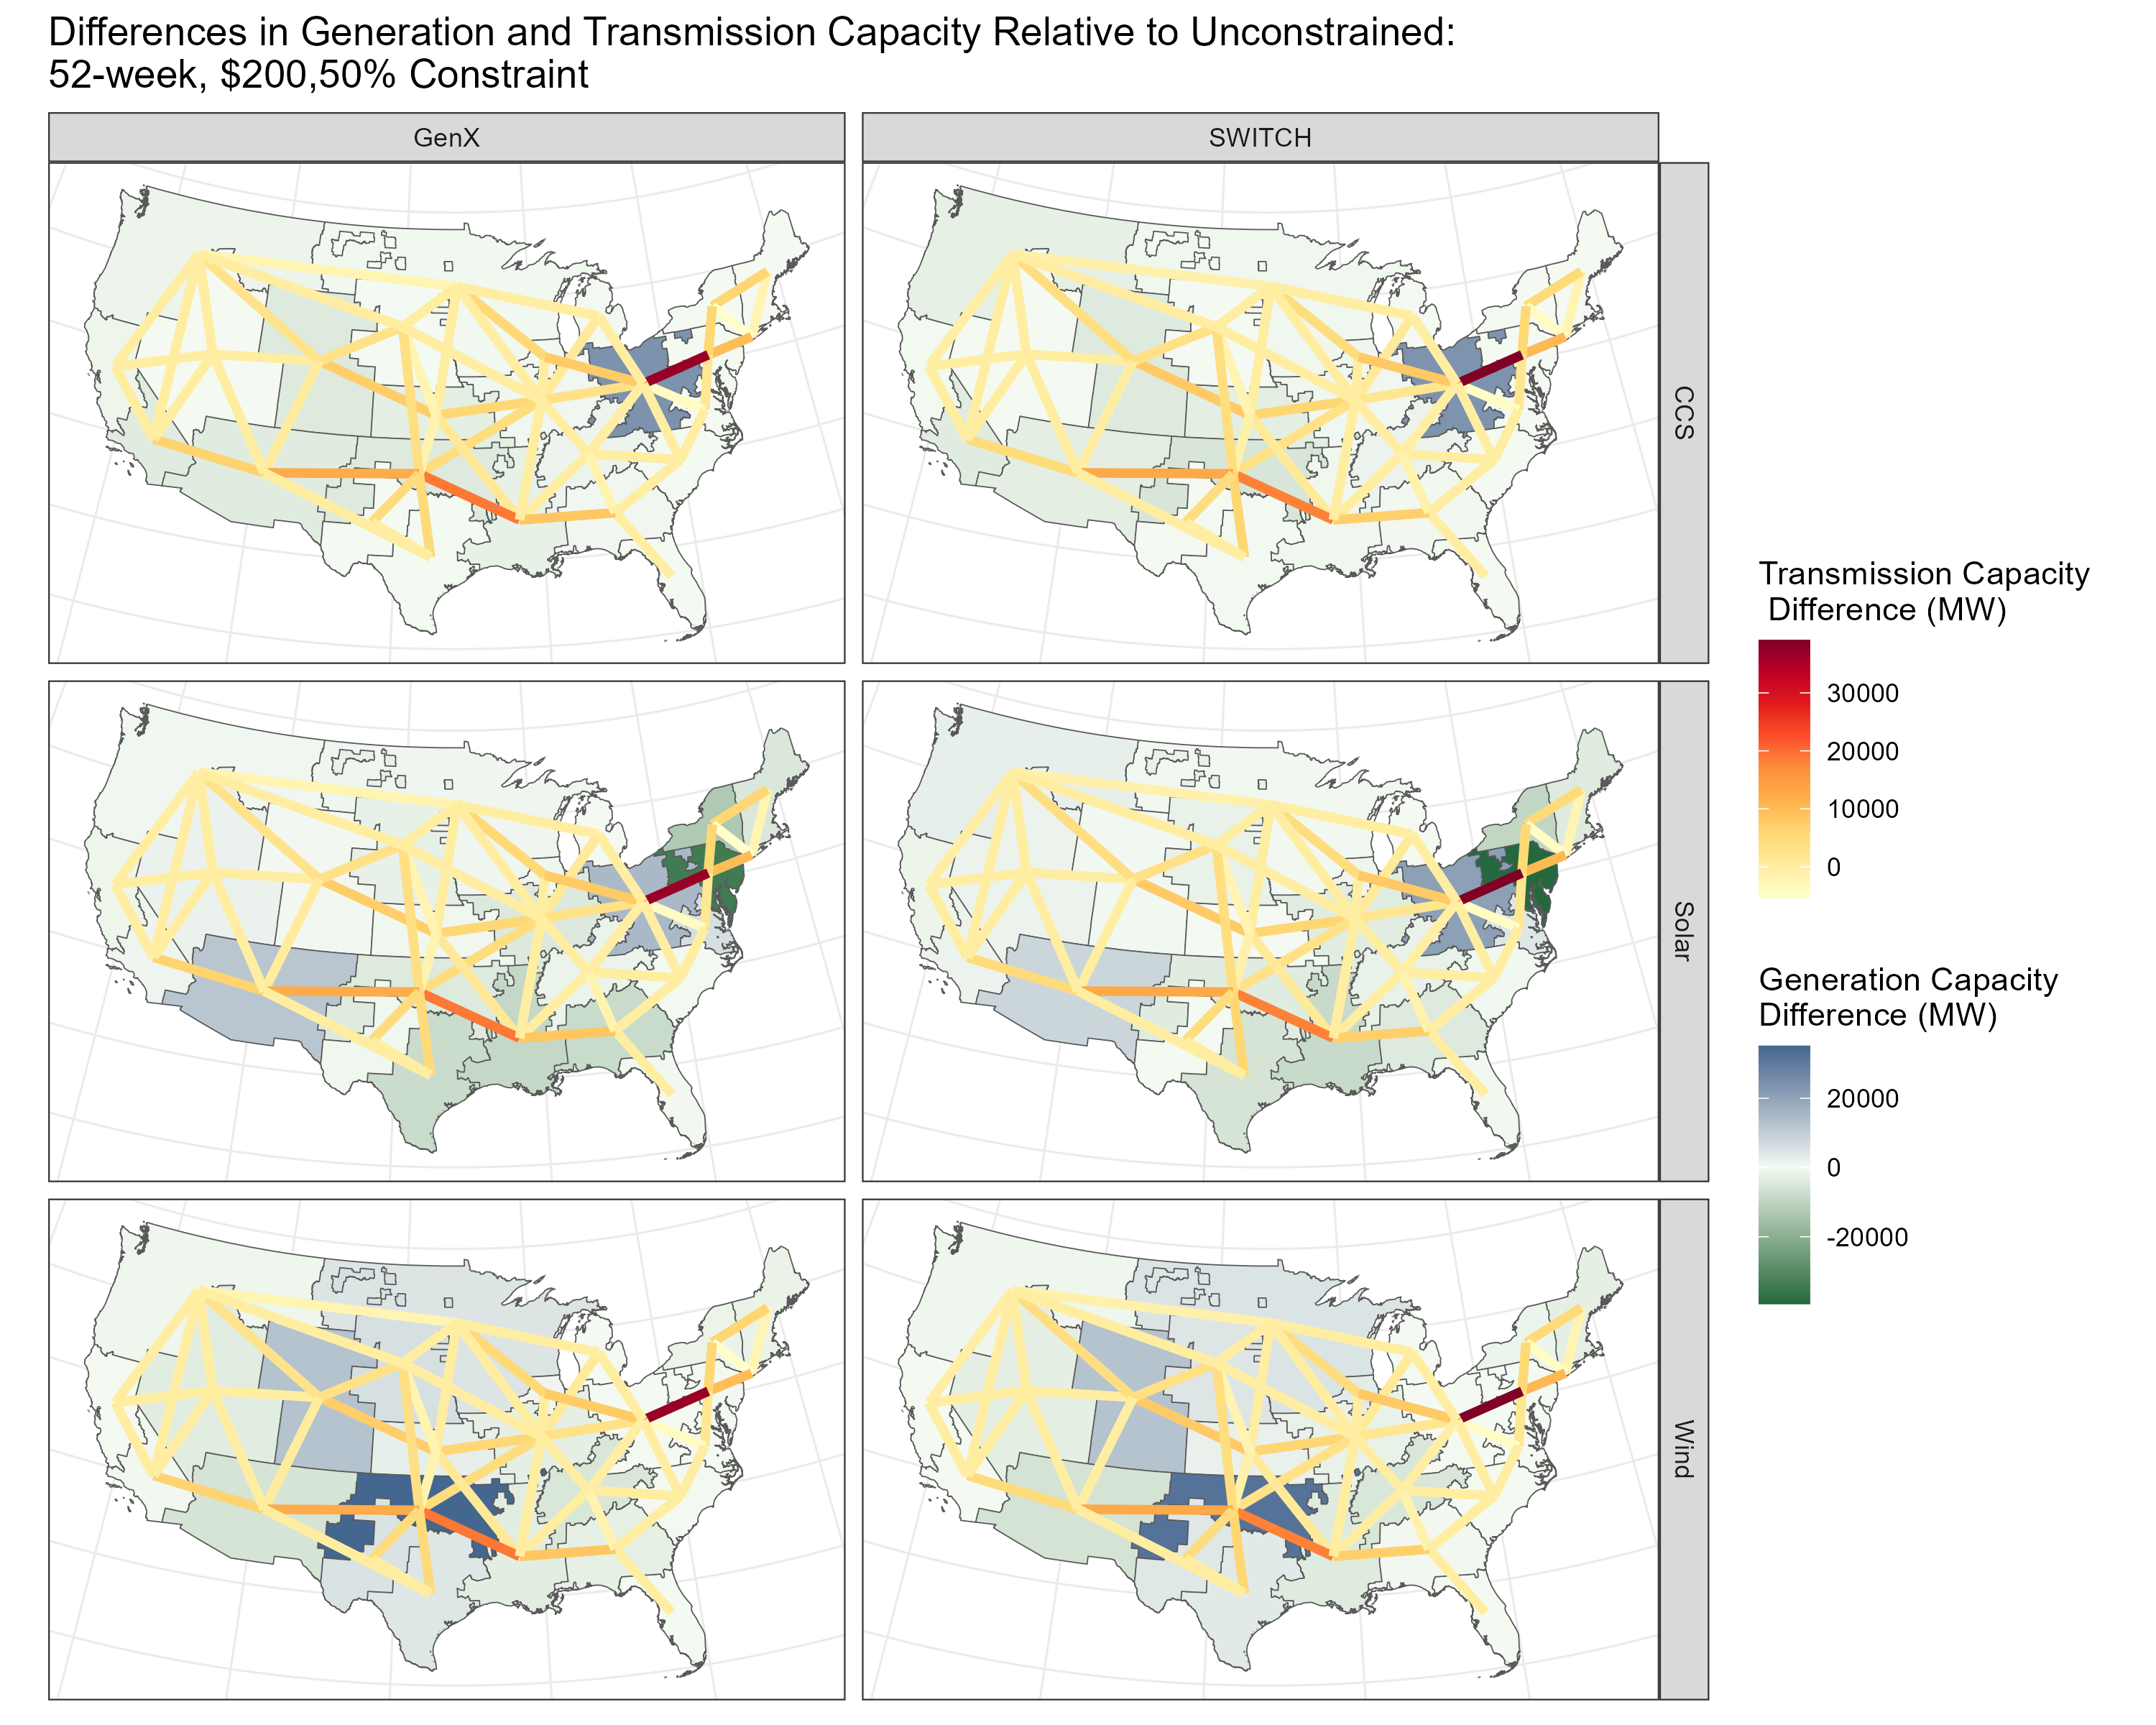 Differences in Generation and Transmission Capacity Relative to Unconstrained:
52-week, $200,50% Constraint
GenX
SWITCH
CCS
Solar
Wind
Transmission Capacity
Difference (MW)
30000
20000
10000
0
Generation Capacity
Difference (MW)
20000
0
-20000